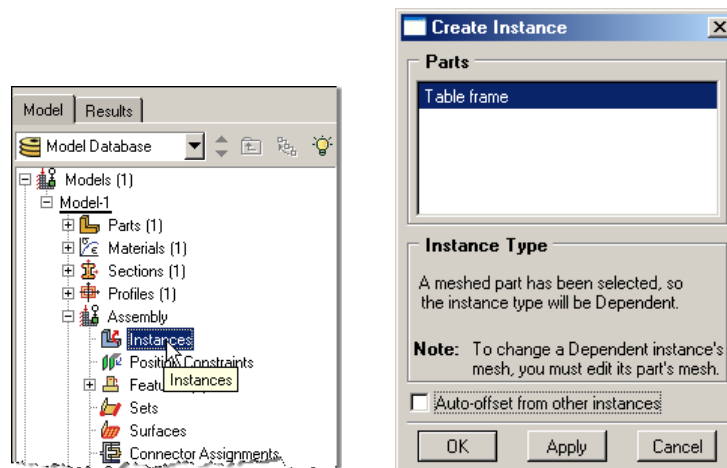 Model
Results
Model Database
Models (1)
Model-1
Parts (1)
Materials (1)
Sections (1)
Profiles (1)
Assembly
Instances
Position Constraints
Instances
Sets
Surfaces
Connector Assignments
Create Instance
Parts
Table frame
Instance Type
A meshed part has been selected, so
the instance type will be Dependent.
Note: To change a Dependent instance's
mesh, you must edit its part's mesh.
Auto-offset from other instances
OK
Apply
Cancel